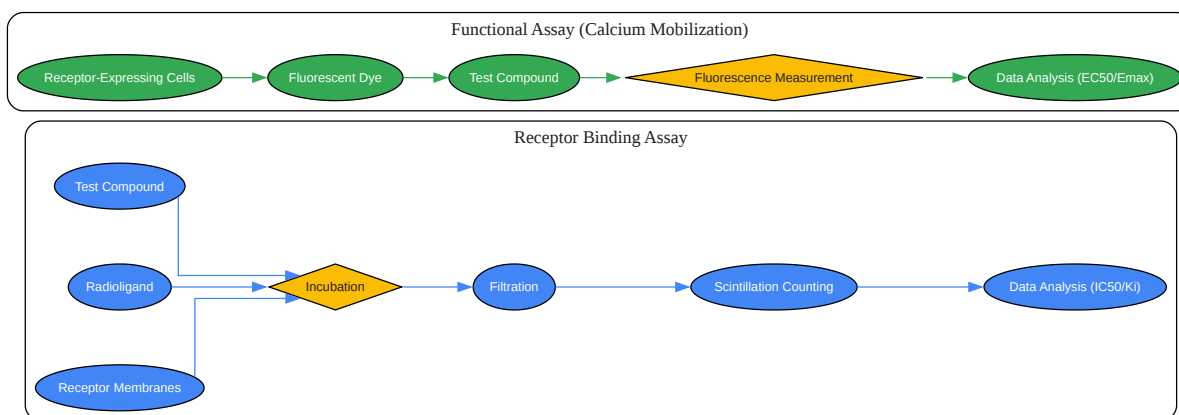 Functional Assay (Calcium Mobilization)
Receptor-Expressing Cells
Fluorescent Dye
Test Compound
Fluorescence Measurement
Data Analysis (EC50/Emax)
Receptor Binding Assay
Test Compound
Radioligand
Incubation
Filtration
Scintillation Counting
Data Analysis (IC50/Ki)
Receptor Membranes